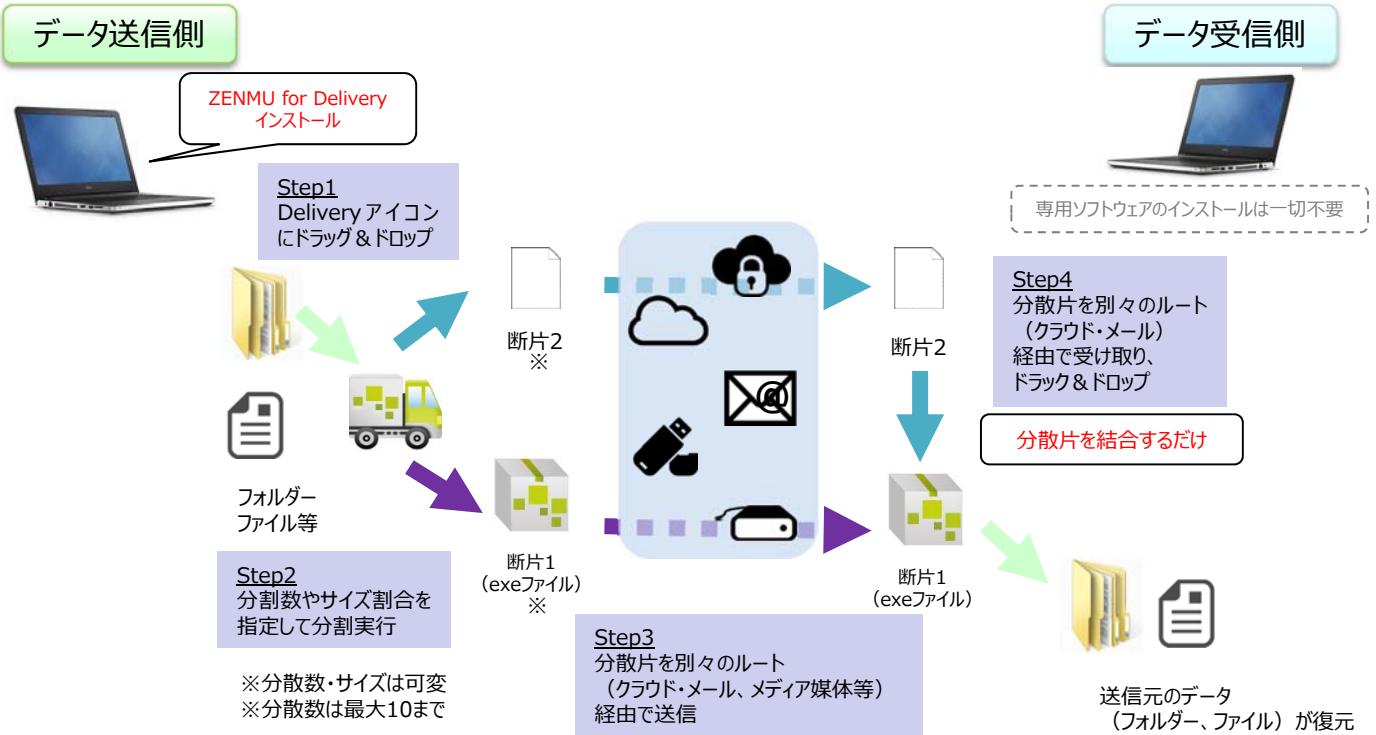 データ送信側
データ受信側
ZENMU for Delivery
インストール
Step1
Deliveryアイコン
にドラッグ&ドロップ
専用ソフトウェアのインストールは一切不要
断片2
※
断片2
Step4
分散片を別々のルート
（クラウド・メール）
経由で受け取り、
ドラック&ドロップ
分散片を結合するだけ
フォルダー
ファイル等
断片1
（exeファイル）
※
断片1
（exeファイル）
Step2
分割数やサイズ割合を
指定して分割実行
※分散数・サイズは可変
※分散数は最大10まで
Step3
分散片を別々のルート
（クラウド・メール、メディア媒体等）
経由で送信
送信元のデータ
（フォルダー、ファイル）が復元